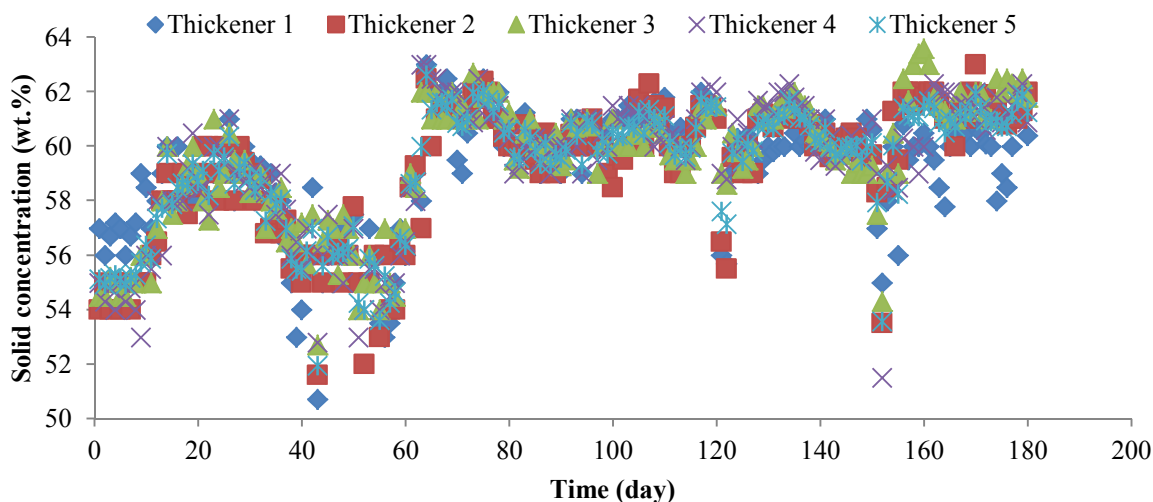 Thickener 1 Thickener 2 Thickener 3 Thickener 4 Thickener 5
64
62
60
58
56
54
52
50
Solid concentration (wt.%)
0 20 40 60 80 100 120 140 160 180 200
Time (day)